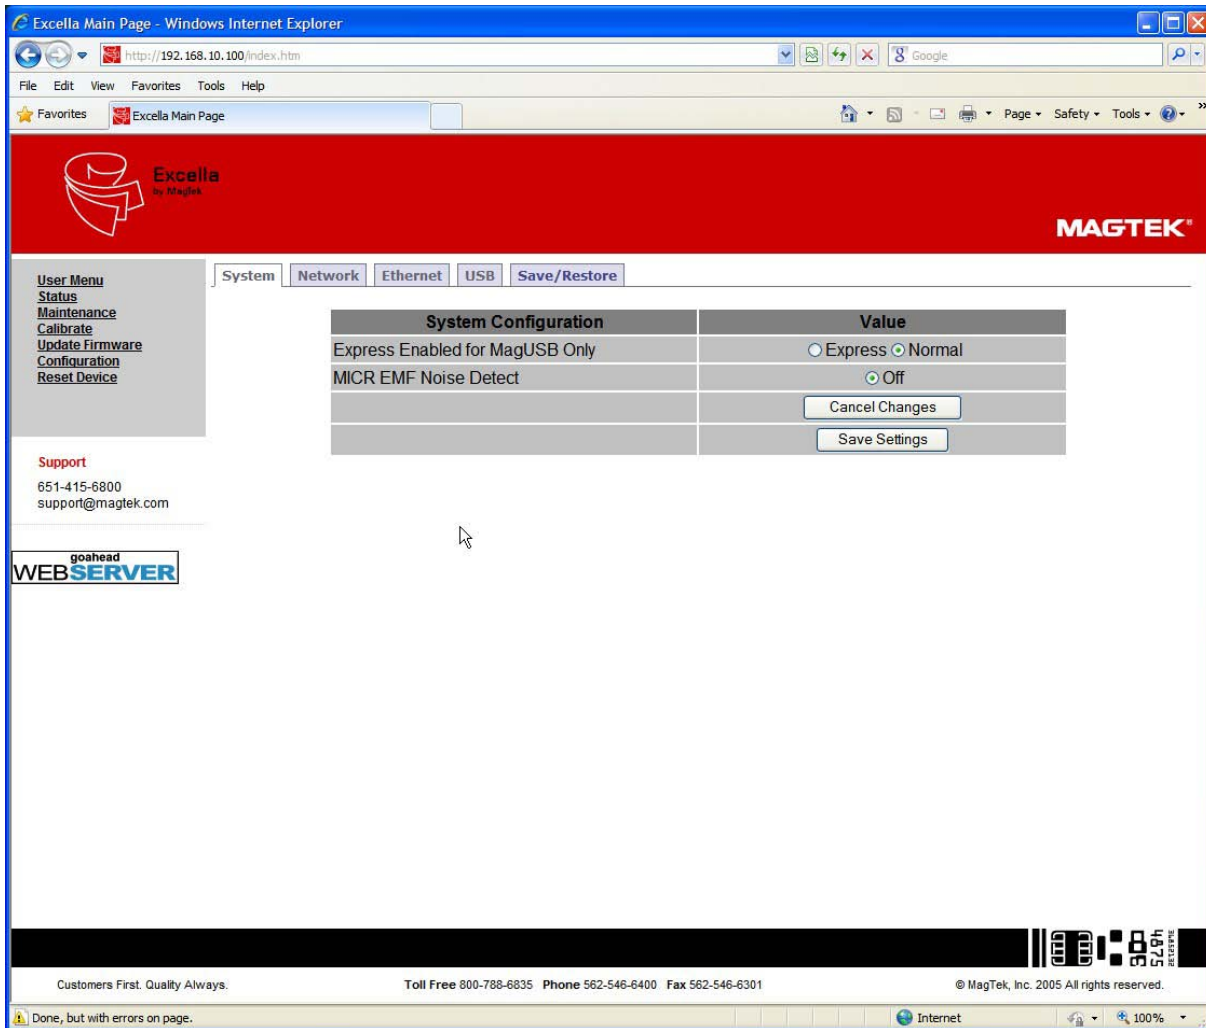 Excella Main Page - Windows Internet Explorer
http://192.168.10.100/index.htm
Google
File Edit View Favorites Tools Help
Favorites
Excella Main Page
Page Safety Tools
Excella
by MagTek
MAGTEK®
User Menu
Status
Maintenance
Calibrate
Update Firmware
Configuration
Reset Device
Support
651-415-6800
support@magtek.com
goahead
WEBSERVER
System Network Ethernet USB Save/Restore
System Configuration Value
Express Enabled for MagUSB Only Express Normal
MICR EMF Noise Detect Off
Cancel Changes
Save Settings
Customers First. Quality Always. Toll Free 800-788-6835 Phone 562-546-6400 Fax 562-546-6301 © MagTek, Inc. 2005 All rights reserved.
Done, but with errors on page. Internet 100%